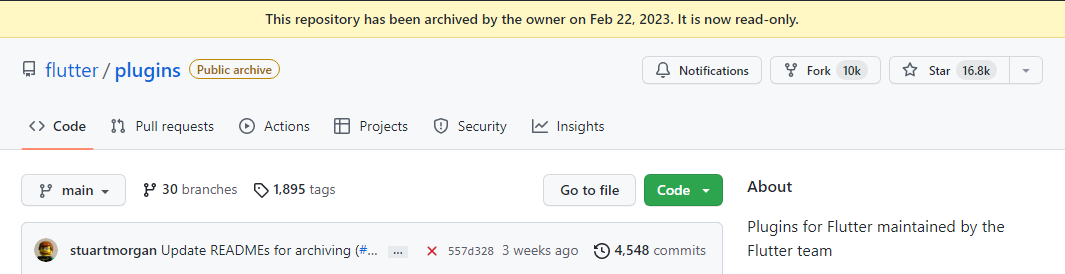 This repository has been archived by the owner on Feb 22, 2023. It is now read-only.
flutter / plugins Public archive Notifications Fork 10k Star 16.8k
Code Pull requests Actions Projects Security Insights
main 30 branches 1,895 tags Go to file Code About
Plugins for Flutter maintained by the
Flutter team
stuartmorgan Update READMEs for archiving (#... ... 557d328 3 weeks ago 4,548 commits